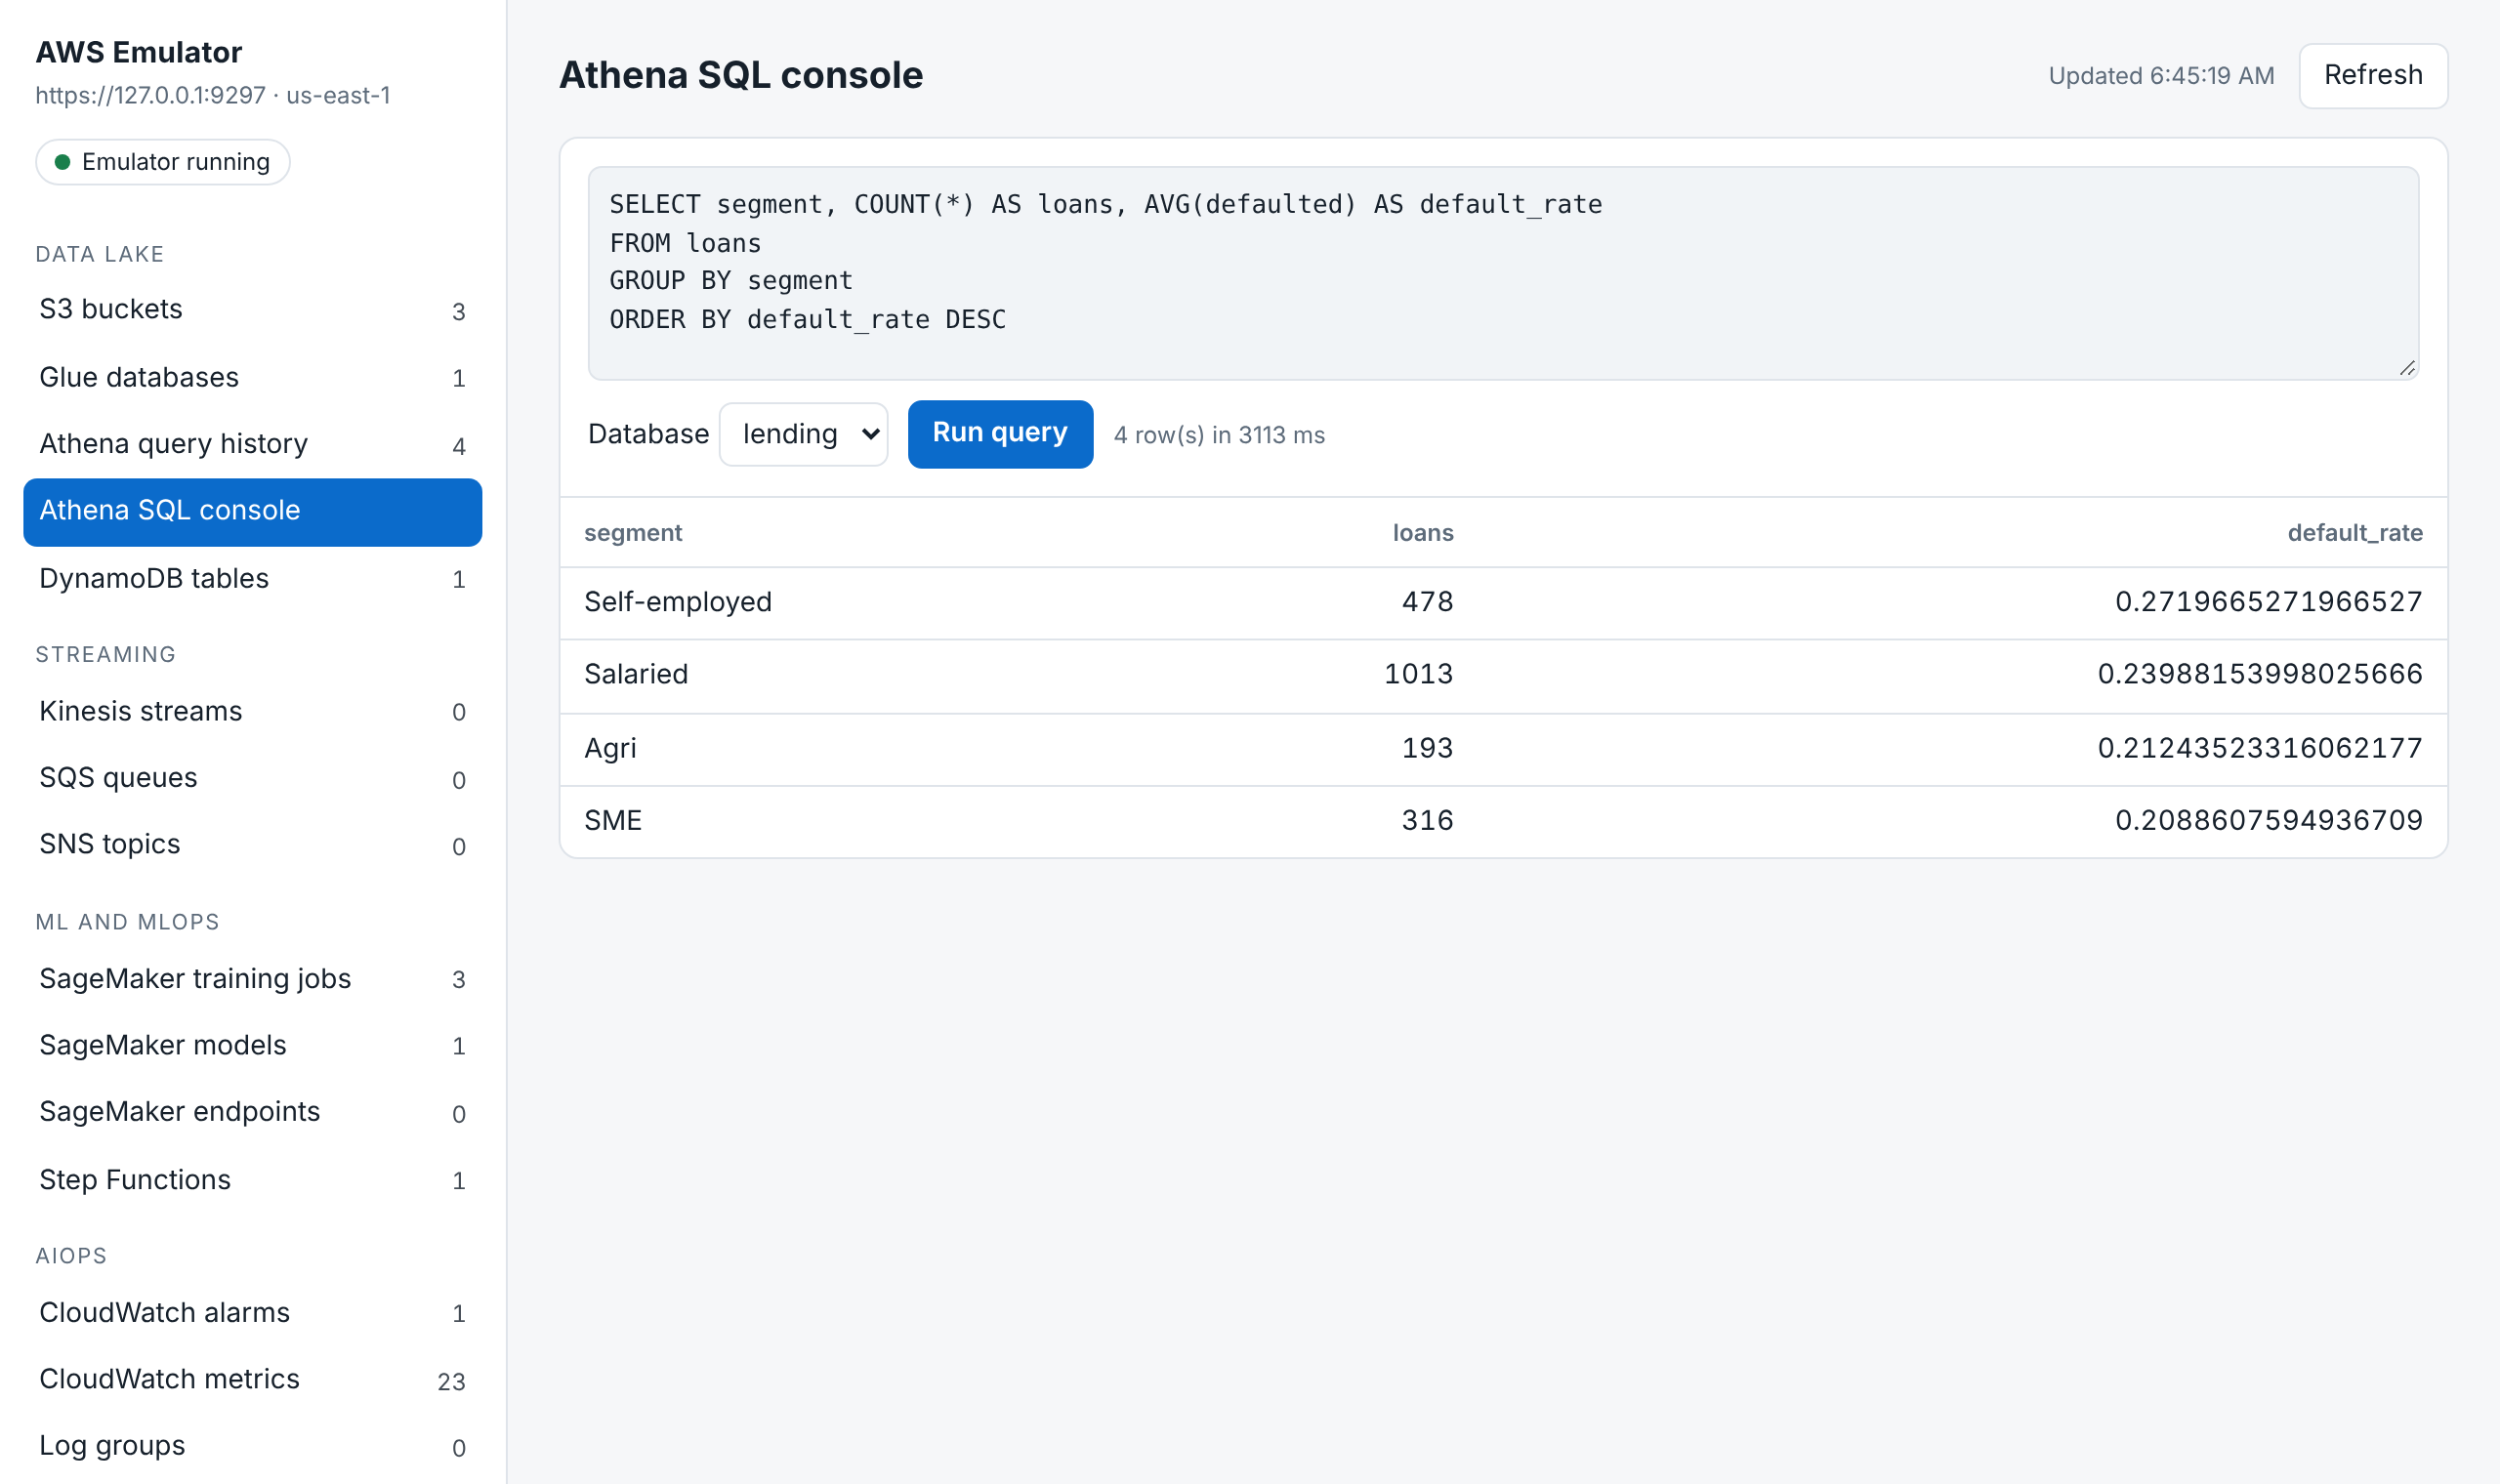 AWS Emulator
https://127.0.0.1:9297 · us-east-1
Emulator running
DATA LAKE
S3 buckets 3
Glue databases 1
Athena query history 4
Athena SQL console
DynamoDB tables 1
STREAMING
Kinesis streams 0
SQS queues 0
SNS topics 0
ML AND MLOPS
SageMaker training jobs 3
SageMaker models 1
SageMaker endpoints 0
Step Functions 1
AIOPS
CloudWatch alarms 1
CloudWatch metrics 23
Log groups 0
Athena SQL console
Updated 6:45:19 AM Refresh
SELECT segment, COUNT(*) AS loans, AVG(defaulted) AS default_rate
FROM loans
GROUP BY segment
ORDER BY default_rate DESC
Database lending Run query 4 row(s) in 3113 ms
segment loans default_rate
Self-employed 478 0.2719665271966527
Salaried 1013 0.23988153998025666
Agri 193 0.21243523316062177
SME 316 0.2088607594936709